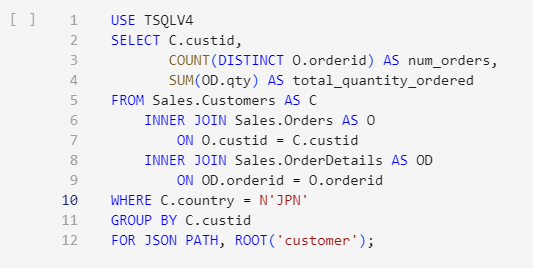 [ ] 1 USE TSQLV4
2 SELECT C.custid,
3 COUNT(DISTINCT O.orderid) AS num_orders,
4 SUM(OD.qty) AS total_quantity_ordered
5 FROM Sales.Customers AS C
6 INNER JOIN Sales.Orders AS O
7 ON O.custid = C.custid
8 INNER JOIN Sales.OrderDetails AS OD
9 ON OD.orderid = O.orderid
10 WHERE C.country = N'JPN'
11 GROUP BY C.custid
12 FOR JSON PATH, ROOT('customer');